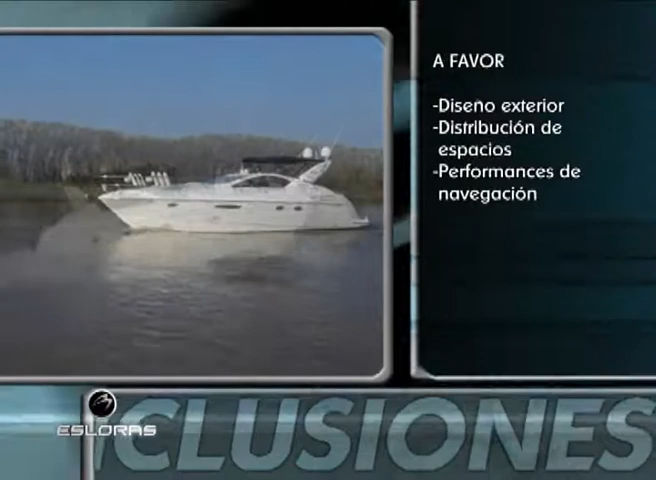 A FAVOR
-Diseno exterior
-Distribución de
espacios
-Performances de
navegación
ESLORAS
CLUSIONES